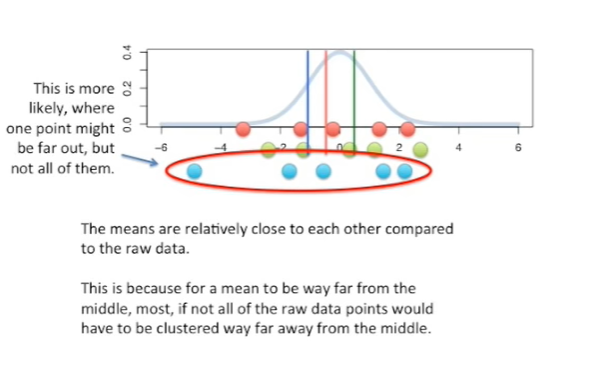 This is more
likely, where
one point might
be far out, but
not all of them.
0.0 0.2 0.4
-6 -4 -2 0 2 4 6
The means are relatively close to each other compared
to the raw data.
This is because for a mean to be way far from the
middle, most, if not all of the raw data points would
have to be clustered way far away from the middle.